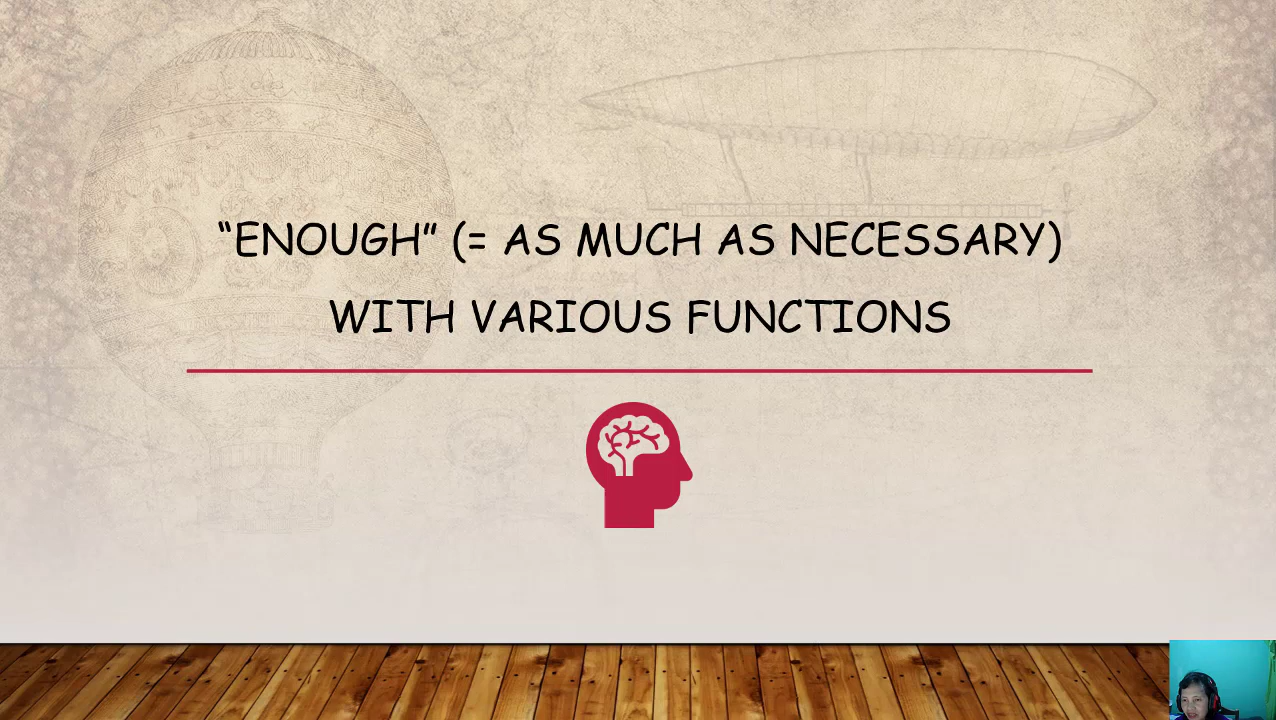 “ENOUGH” (= AS MUCH AS NECESSARY)
WITH VARIOUS FUNCTIONS